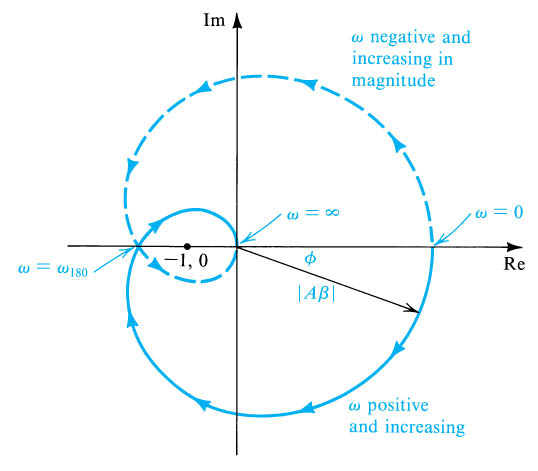 Im
ω negative and
increasing in
magnitude
ω = ∞
ω = 0
−1, 0
ω = ω₁₈₀
ϕ
Re
|Aβ|
ω positive
and increasing